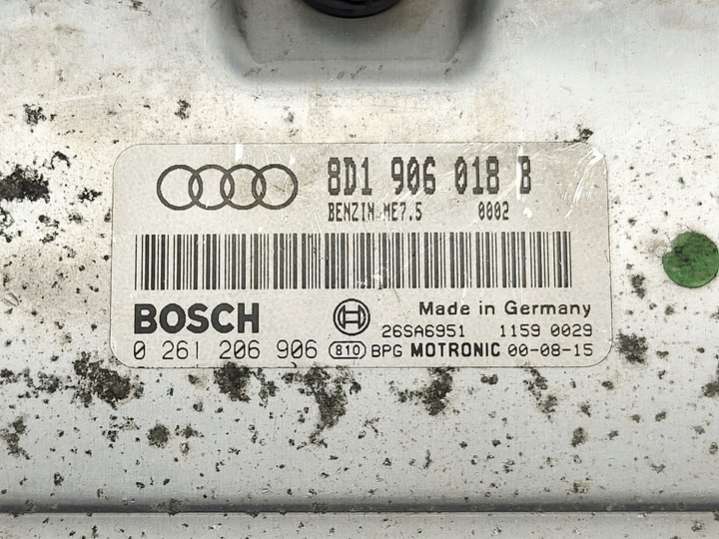 8D1 906 018 B
BENZIN ME7.5 0002
BOSCH
Made in Germany
26SA6951 1159 0029
0 261 206 906 810 BPG MOTRONIC 00-08-15